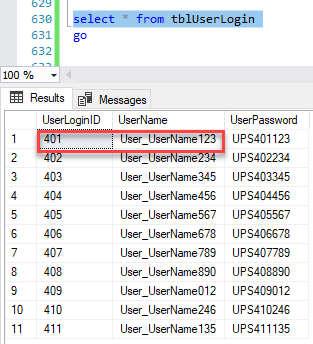 629
630 select * from tblUserLogin
631 go
632
100 %
Results Messages
UserLoginID UserName UserPassword
1 401 User_UserName123 UPS401123
2 402 User_UserName234 UPS402234
3 403 User_UserName345 UPS403345
4 404 User_UserName456 UPS404456
5 405 User_UserName567 UPS405567
6 406 User_UserName678 UPS406678
7 407 User_UserName789 UPS407789
8 408 User_UserName890 UPS408890
9 409 User_UserName012 UPS409012
10 410 User_UserName246 UPS410246
11 411 User_UserName135 UPS411135